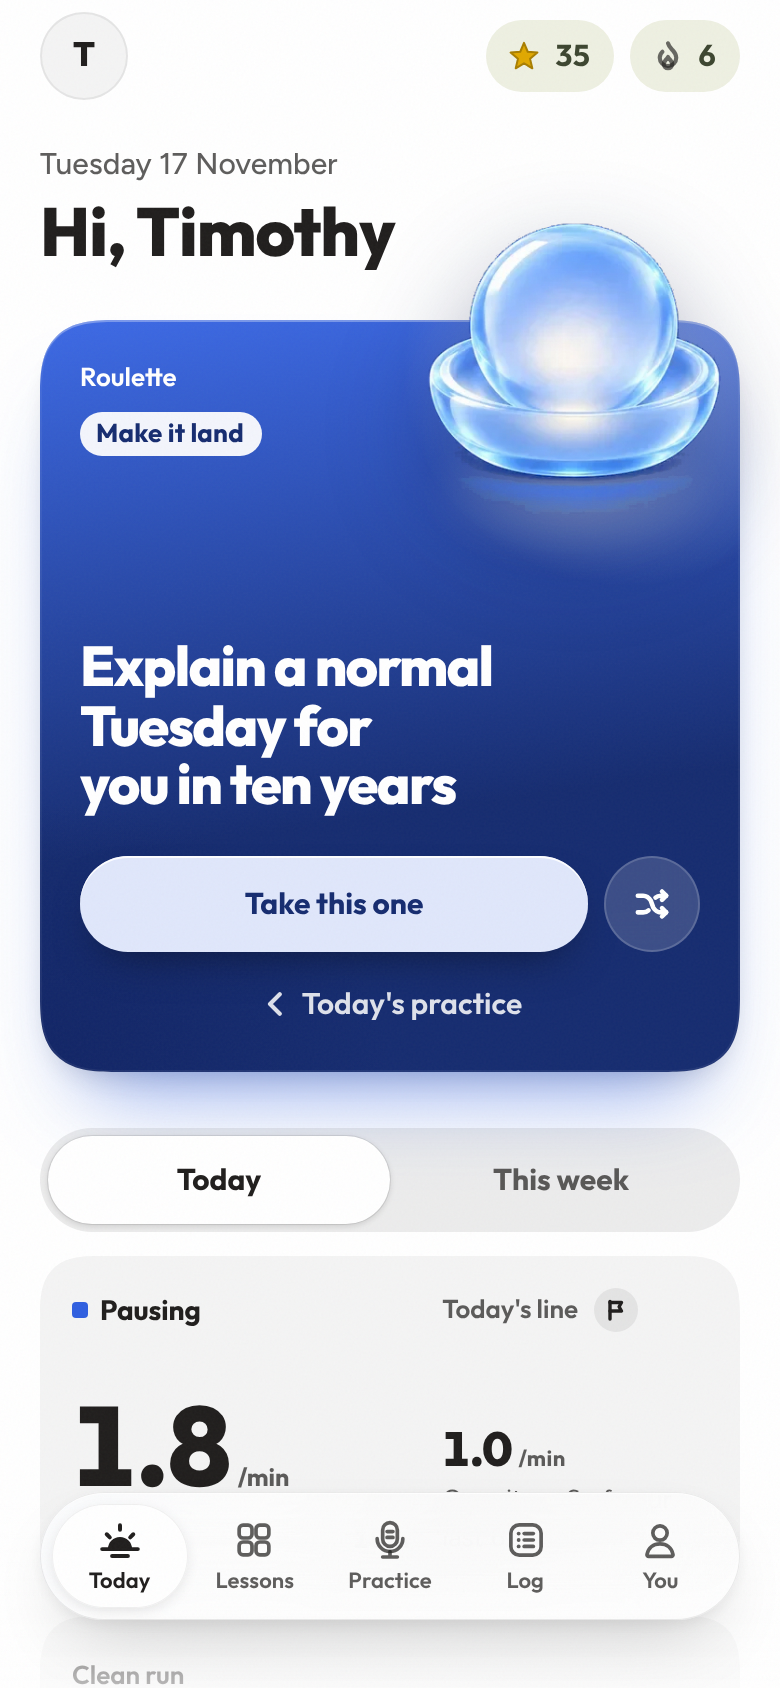 T
35
6
Tuesday 17 November
Hi, Timothy
Roulette
Make it land
Explain a normal
Tuesday for
you in ten years
Take this one
Today's practice
Today
This week
Pausing
Today's line
1.8 /min
1.0 /min
Today
Lessons
Practice
Log
You
Clean run